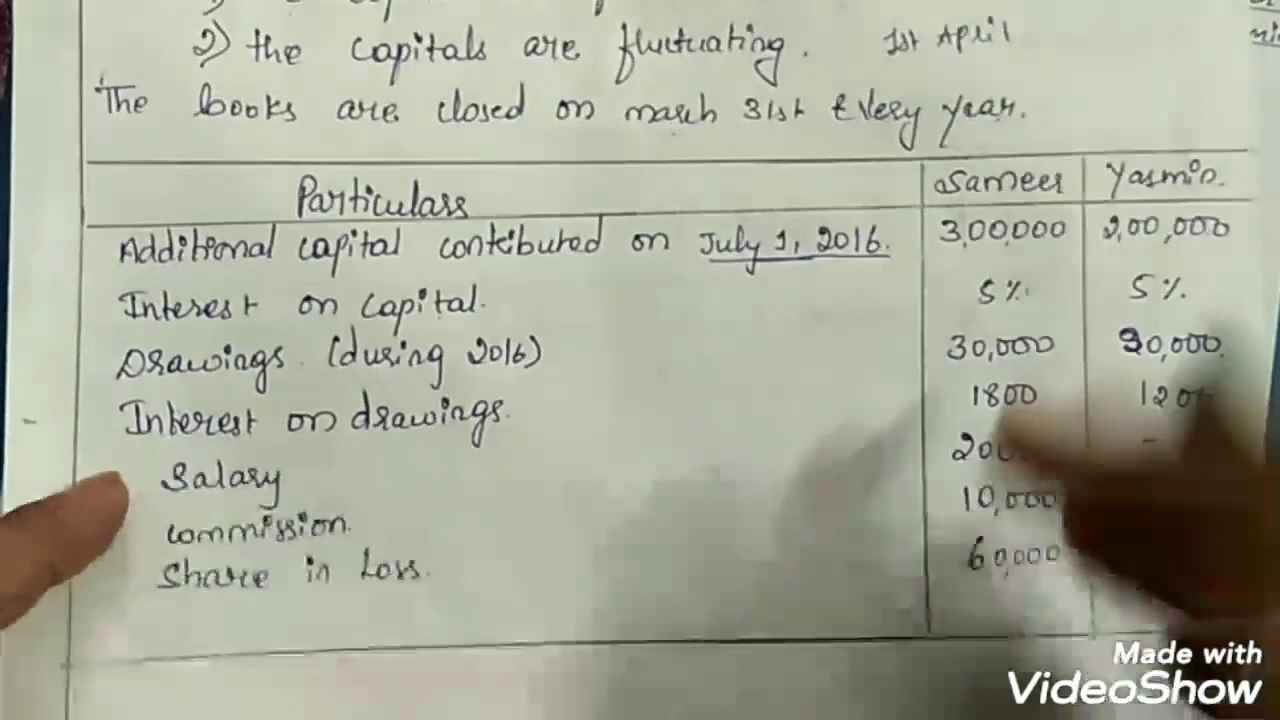 2) the capitals are fluctuating. 1st April
The books are closed on march 31st Every year.
Particulars Sameer Yasmin.
Additional capital contributed on July 1, 2016. 3,00,000 2,00,000
Interest on capital. 5% 5%
Drawings (during 2016) 30,000
Interest on drawings. 1800
Salary
commission. 10,000
Share in Loss. 60,000
Made with
VideoShow